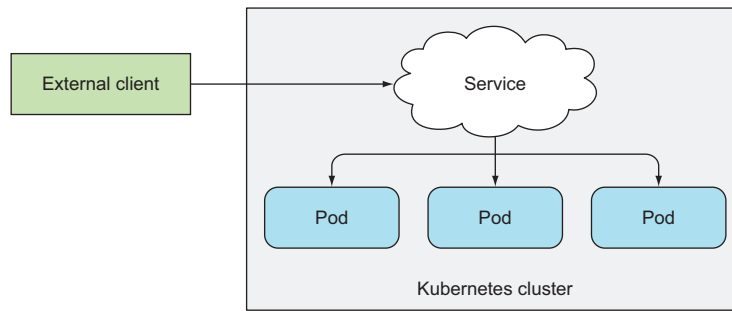 External client
Service
Pod
Pod
Pod
Kubernetes cluster